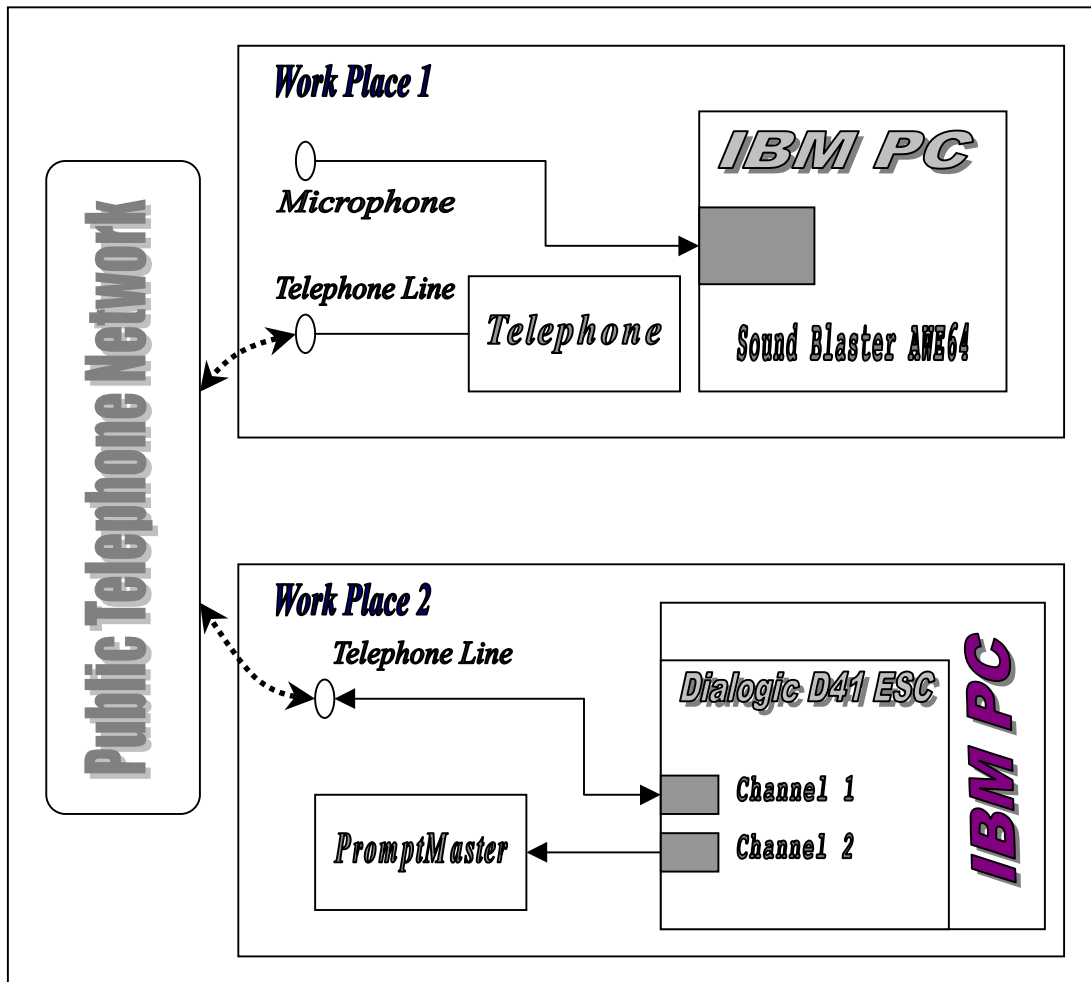 Public Telephone Network
Work Place 1
IBM PC
Microphone
Telephone Line
Telephone
Sound Blaster AWE64
Work Place 2
Telephone Line
Dialogic D41 ESC
IBM PC
Channel 1
Channel 2
PromptMaster